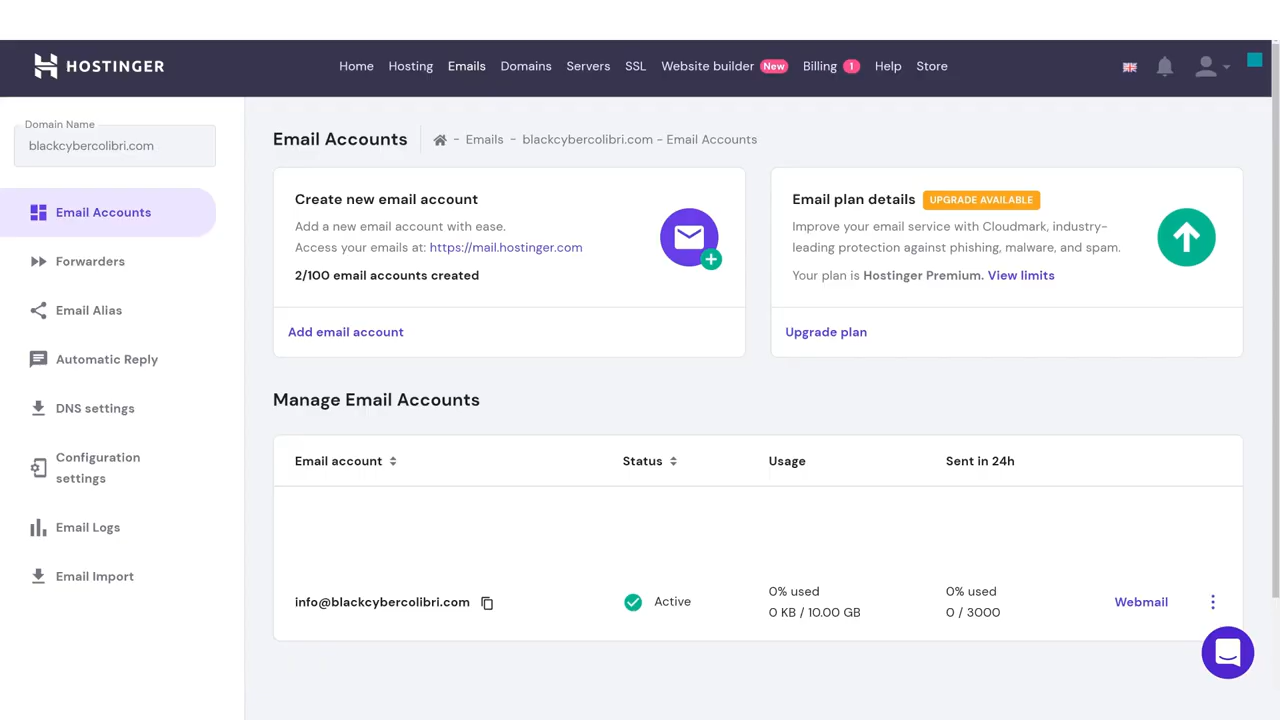 HOSTINGER
Home Hosting Emails Domains Servers SSL Website builder New Billing 1 Help Store
Domain Name
blackcybercolibri.com
Email Accounts
Forwarders
Email Alias
Automatic Reply
DNS settings
Configuration
settings
Email Logs
Email Import
Email Accounts - Emails - blackcybercolibri.com - Email Accounts
Create new email account
Add a new email account with ease.
Access your emails at: https://mail.hostinger.com
2/100 email accounts created
Add email account
Email plan details UPGRADE AVAILABLE
Improve your email service with Cloudmark, industry-
leading protection against phishing, malware, and spam.
Your plan is Hostinger Premium. View limits
Upgrade plan
Manage Email Accounts
Email account Status Usage Sent in 24h
info@blackcybercolibri.com Active 0% used 0% used Webmail
0 KB / 10.00 GB 0 / 3000